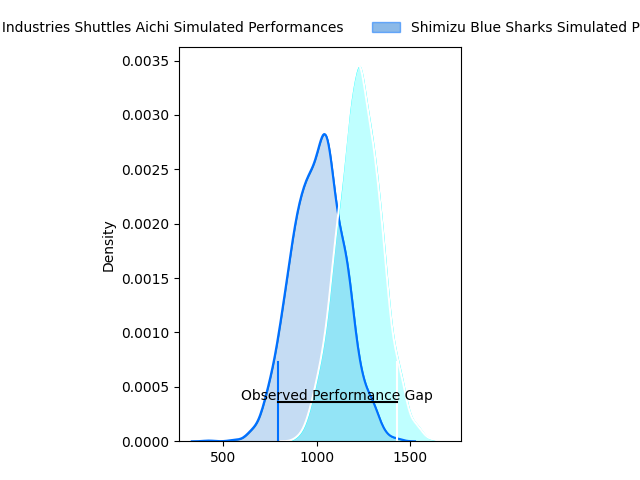 Industries Shuttles Aichi Simulated Performances
Shimizu Blue Sharks Simulated P
0.0035
0.0030
0.0025
0.0020
0.0015
0.0010
0.0005
0.0000
Density
Observed Performance Gap
500 1000 1500